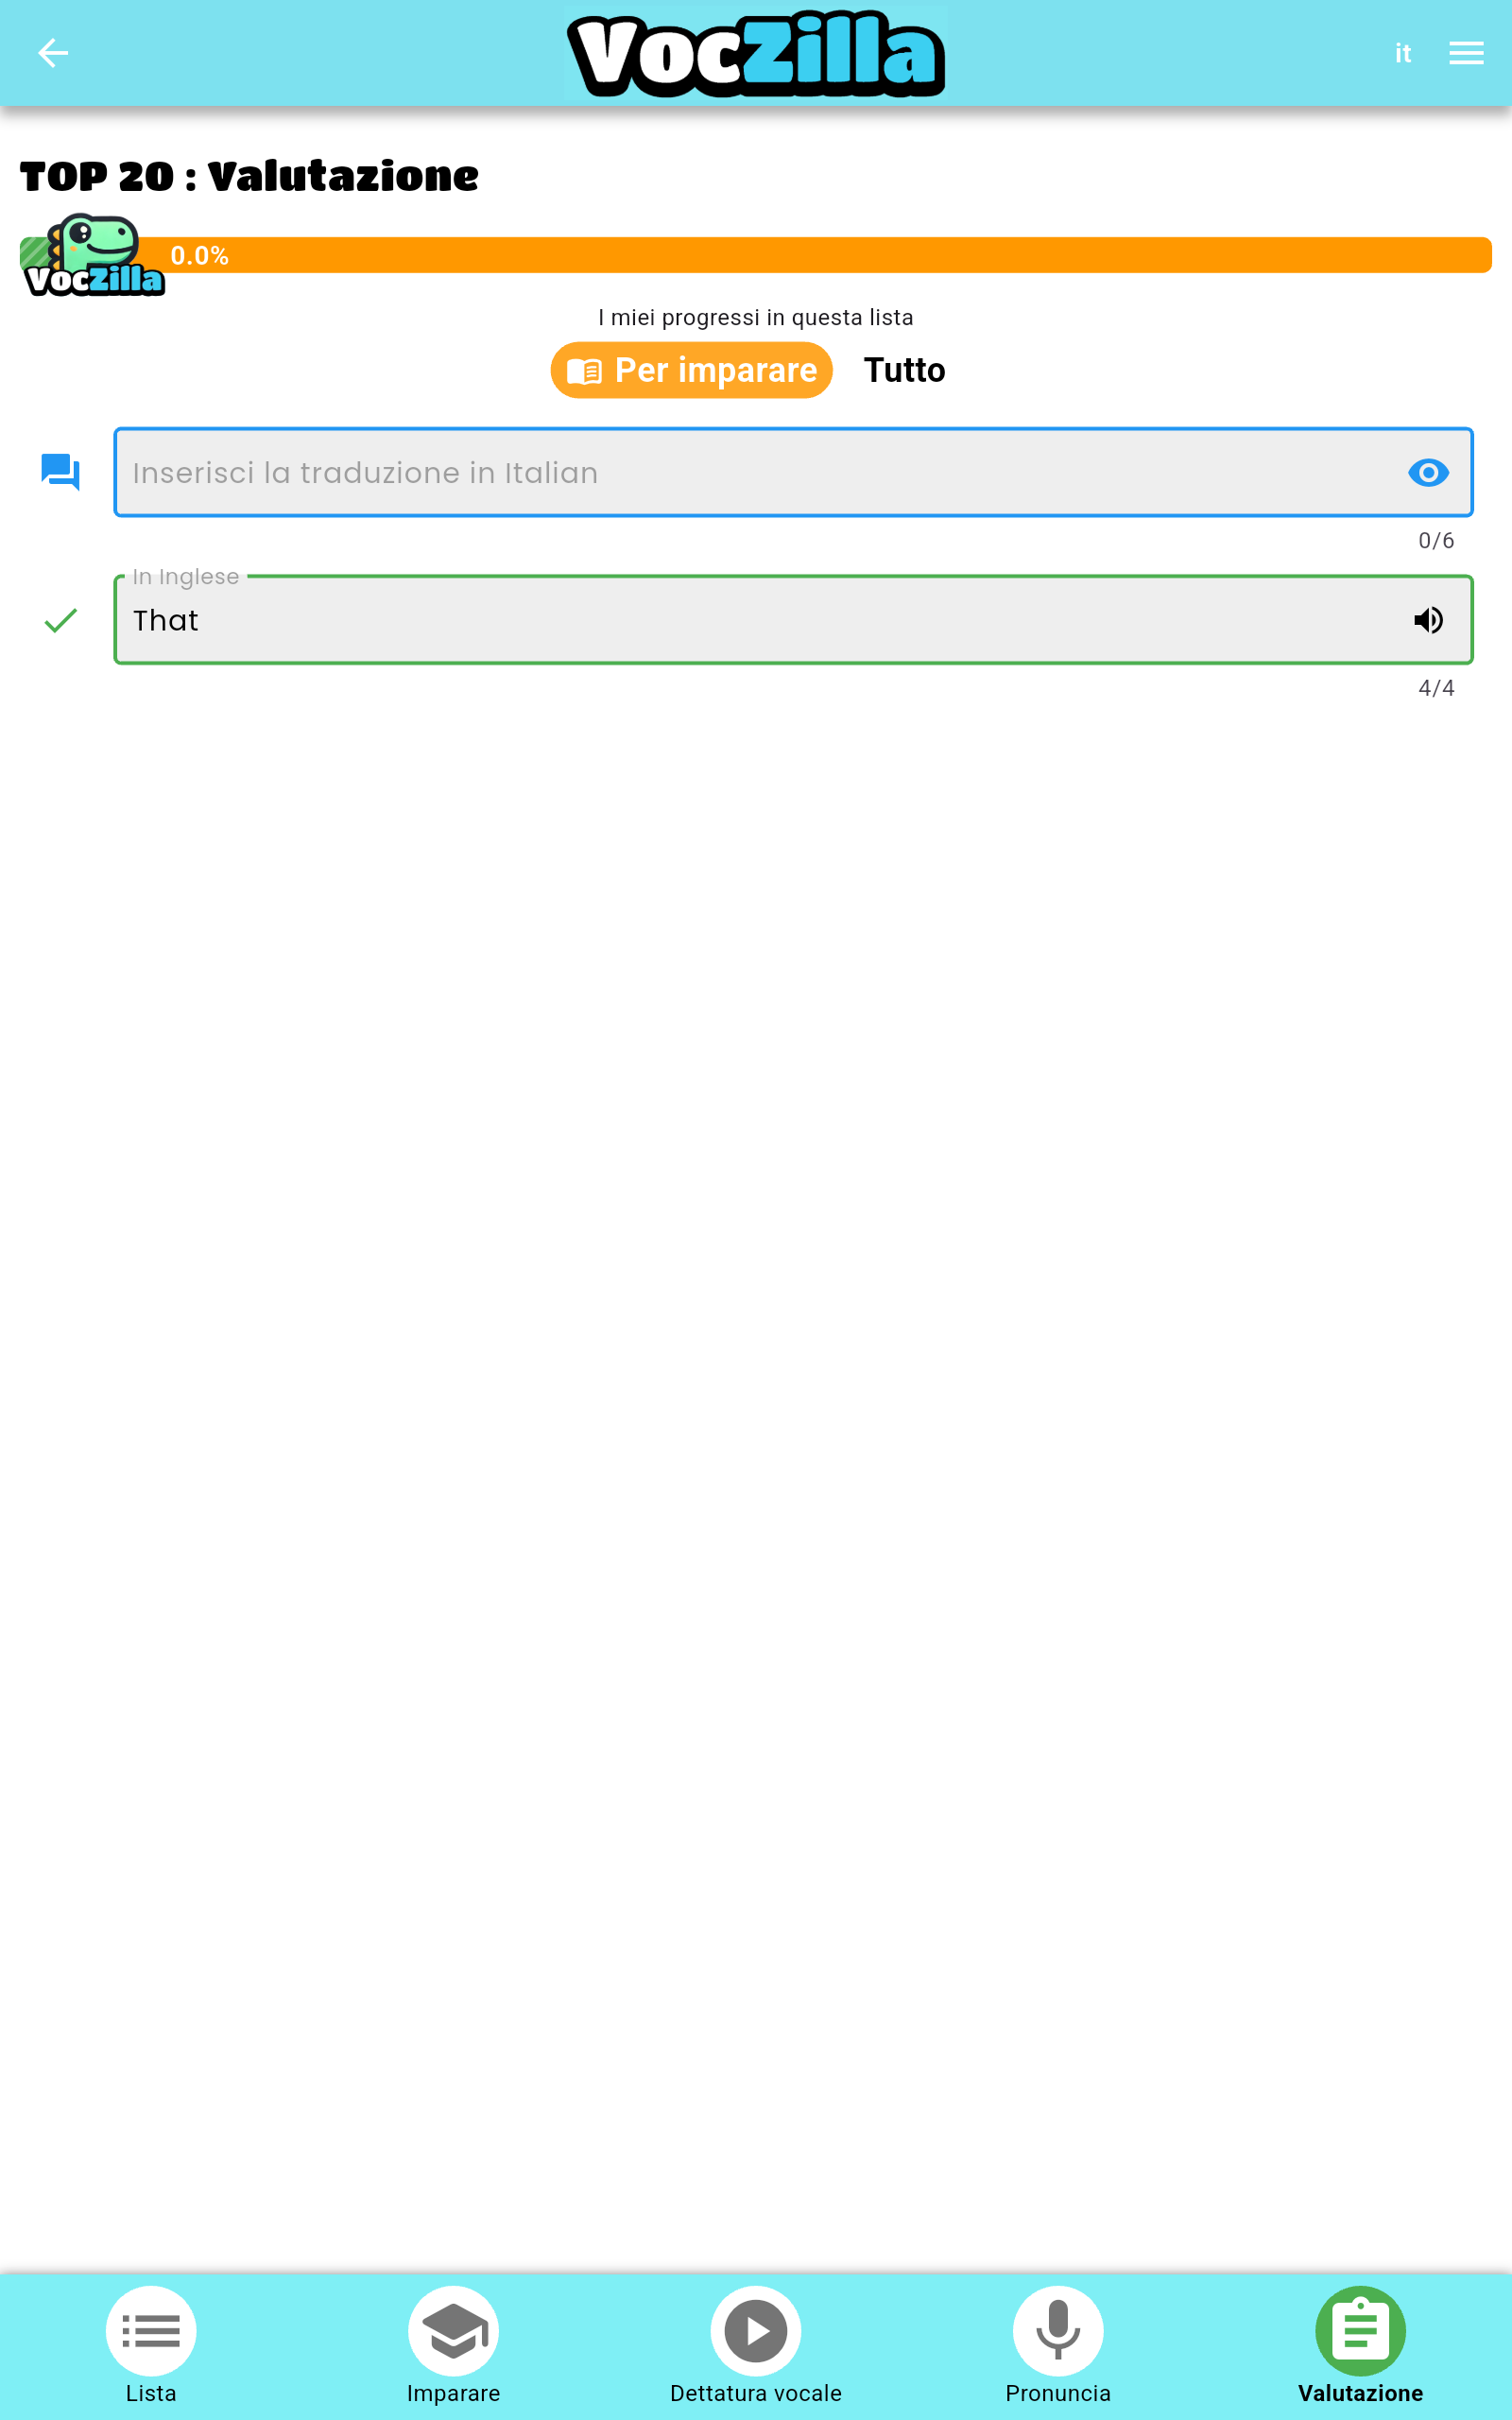 VocZilla
it
TOP 20 : Valutazione
VocZilla
0.0%
I miei progressi in questa lista
Per imparare
Tutto
Inserisci la traduzione in Italian
0/6
In Inglese
That
4/4
Lista
Imparare
Dettatura vocale
Pronuncia
Valutazione